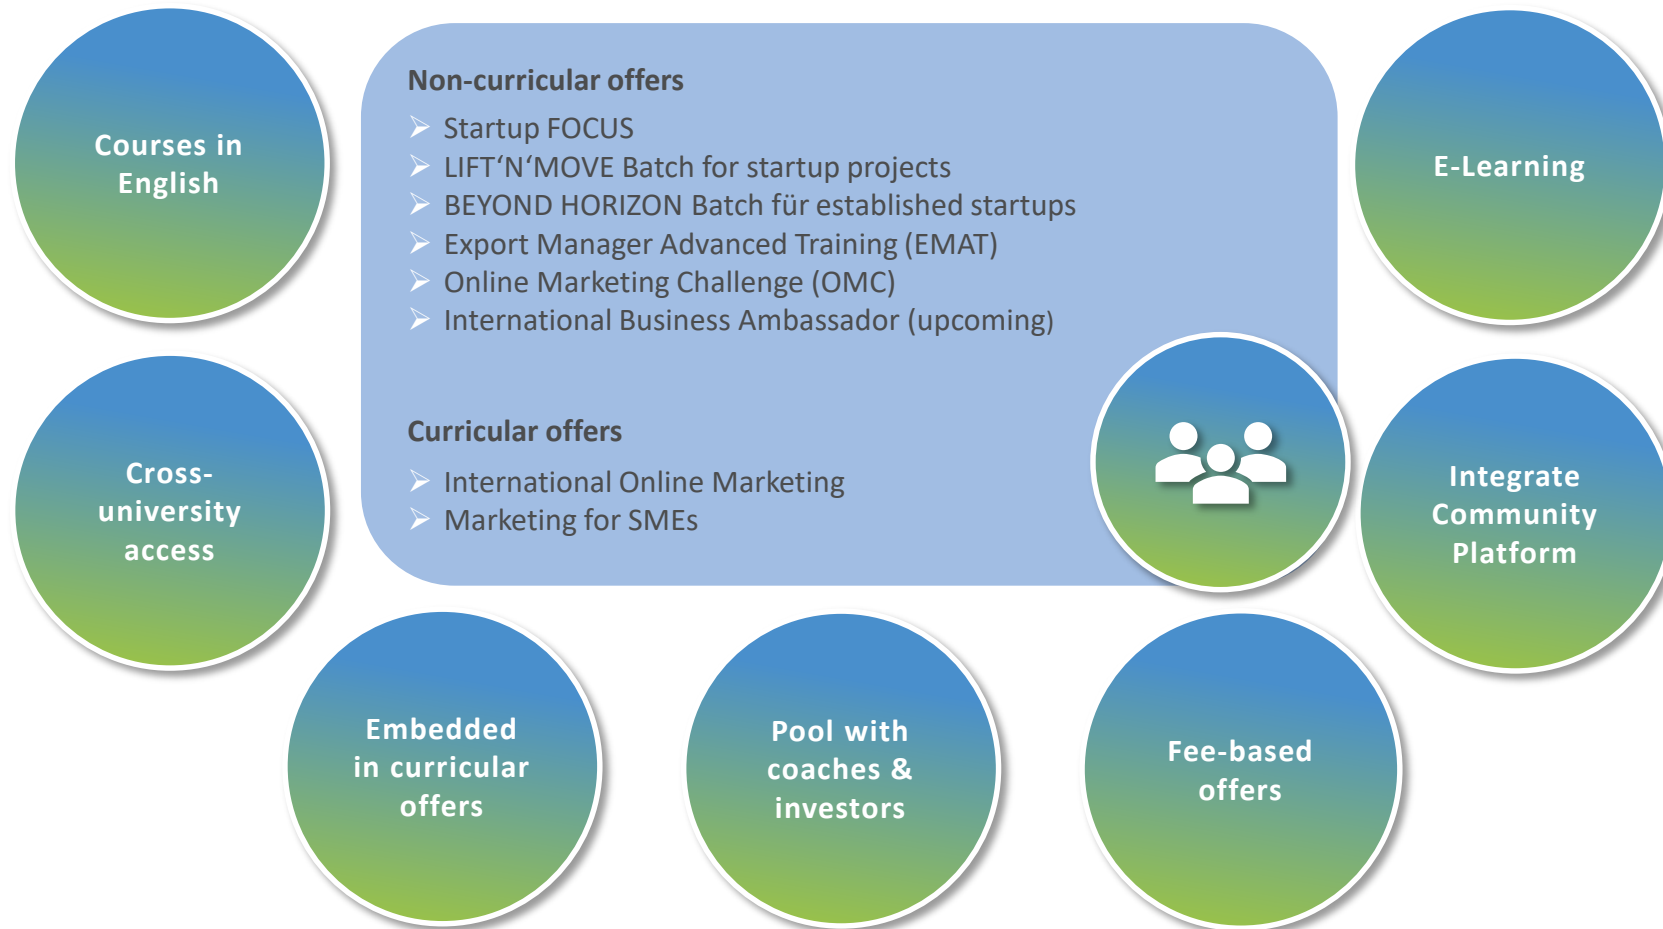 Courses in
English
Non-curricular offers
➢ Startup FOCUS
➢ LIFT‘N‘MOVE Batch for startup projects
➢ BEYOND HORIZON Batch für established startups
➢ Export Manager Advanced Training (EMAT)
➢ Online Marketing Challenge (OMC)
➢ International Business Ambassador (upcoming)
Curricular offers
➢ International Online Marketing
➢ Marketing for SMEs
E-Learning
Cross-
university
access
Integrate
Community
Platform
Embedded
in curricular
offers
Pool with
coaches &
investors
Fee-based
offers